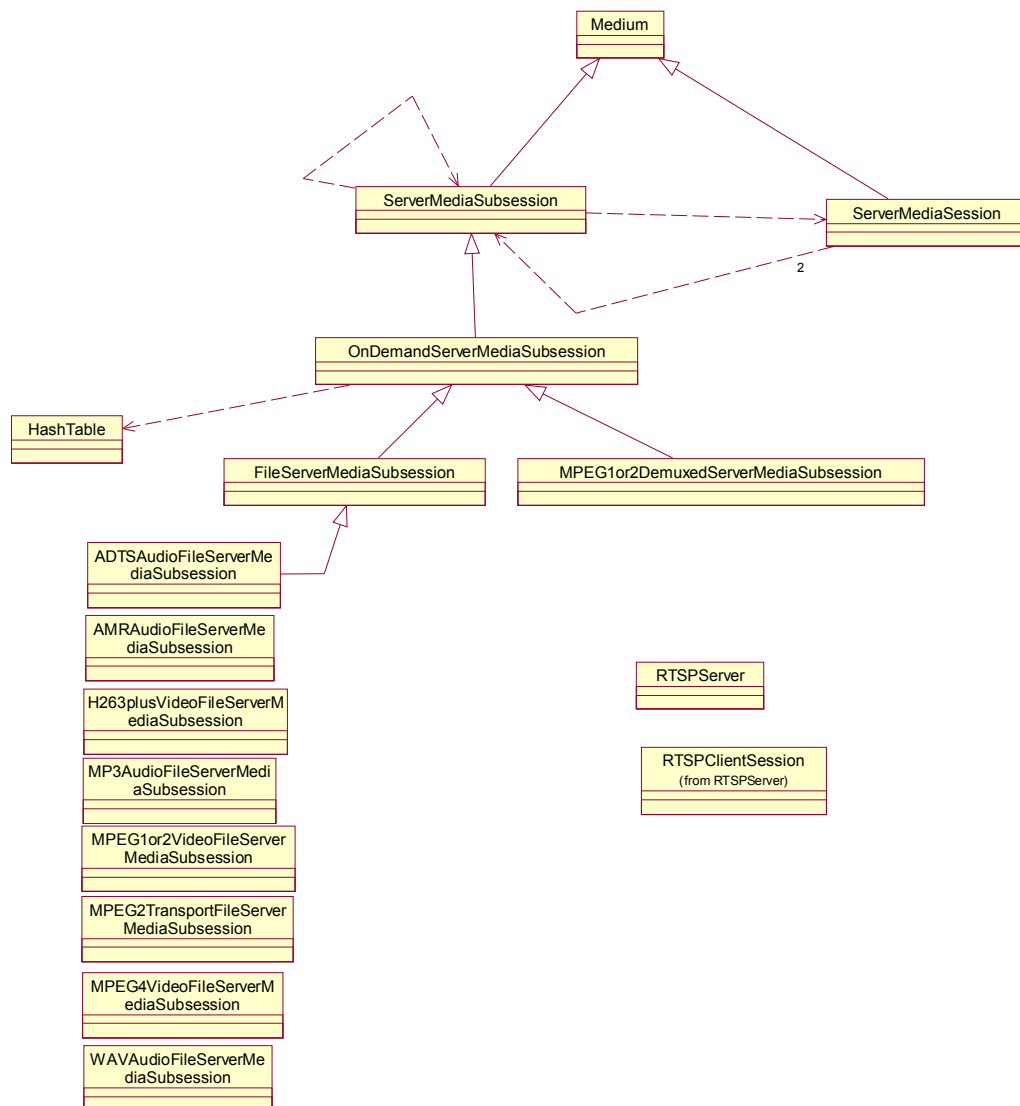 Medium
ServerMediaSubsession
ServerMediaSession
2
OnDemandServerMediaSubsession
HashTable
FileServerMediaSubsession
MPEG1or2DemuxedServerMediaSubsession
ADTSAudioFileServerMe
diaSubsession
AMRAudioFileServerMe
diaSubsession
RTSPServer
H263plusVideoFileServerM
ediaSubsession
RTSPClientSession
(from RTSPServer)
MP3AudioFileServerMedi
aSubsession
MPEG1or2VideoFileServer
MediaSubsession
MPEG2TransportFileServer
MediaSubsession
MPEG4VideoFileServerM
ediaSubsession
WAVAudioFileServerMe
diaSubsession